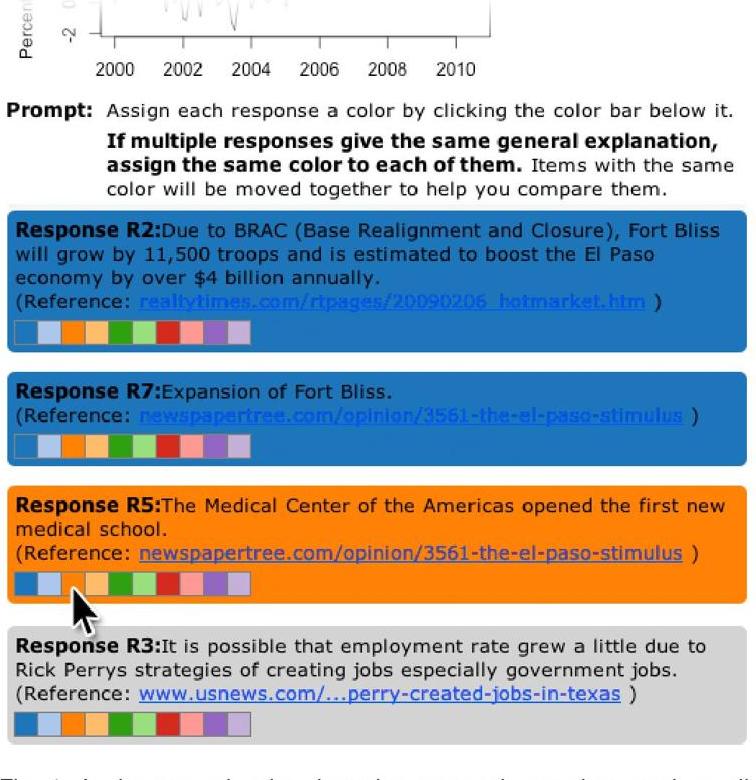 Percen
-2
2000 2002 2004 2006 2008 2010
Prompt: Assign each response a color by clicking the color bar below it.
If multiple responses give the same general explanation,
assign the same color to each of them. Items with the same
color will be moved together to help you compare them.
Response R2:Due to BRAC (Base Realignment and Closure), Fort Bliss
will grow by 11,500 troops and is estimated to boost the El Paso
economy by over $4 billion annually.
(Reference: realtytimes.com/rtpages/20090206_hotmarket.htm )
Response R7:Expansion of Fort Bliss.
(Reference: newspapertree.com/opinion/3561-the-el-paso-stimulus )
Response R5:The Medical Center of the Americas opened the first new
medical school.
(Reference: newspapertree.com/opinion/3561-the-el-paso-stimulus )
Response R3:It is possible that employment rate grew a little due to
Rick Perrys strategies of creating jobs especially government jobs.
(Reference: www.usnews.com/...perry-created-jobs-in-texas )